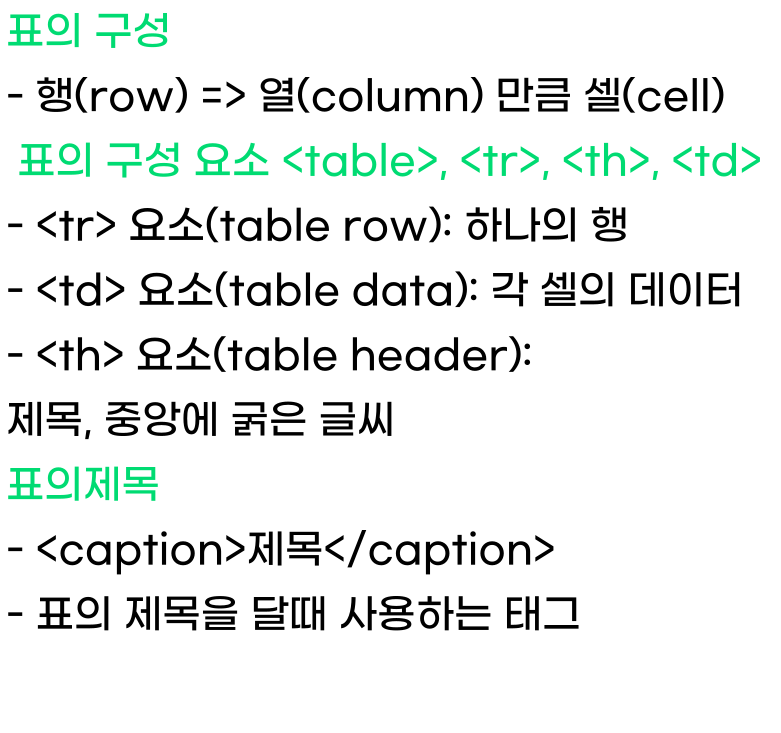 표의 구성
- 행(row) => 열(column) 만큼 셀(cell)
표의 구성 요소 <table>, <tr>, <th>, <td>
- <tr> 요소(table row): 하나의 행
- <td> 요소(table data): 각 셀의 데이터
- <th> 요소(table header):
제목, 중앙에 굵은 글씨
표의제목
- <caption>제목</caption>
- 표의 제목을 달때 사용하는 태그